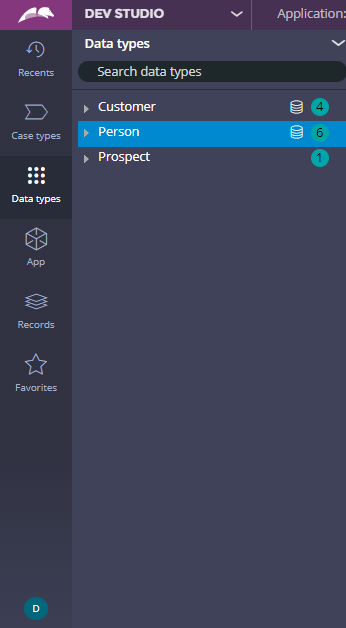 DEV STUDIO
Application:
Recents
Case types
Data types
App
Records
Favorites
D
Data types
Search data types
Customer 4
Person 6
Prospect 1